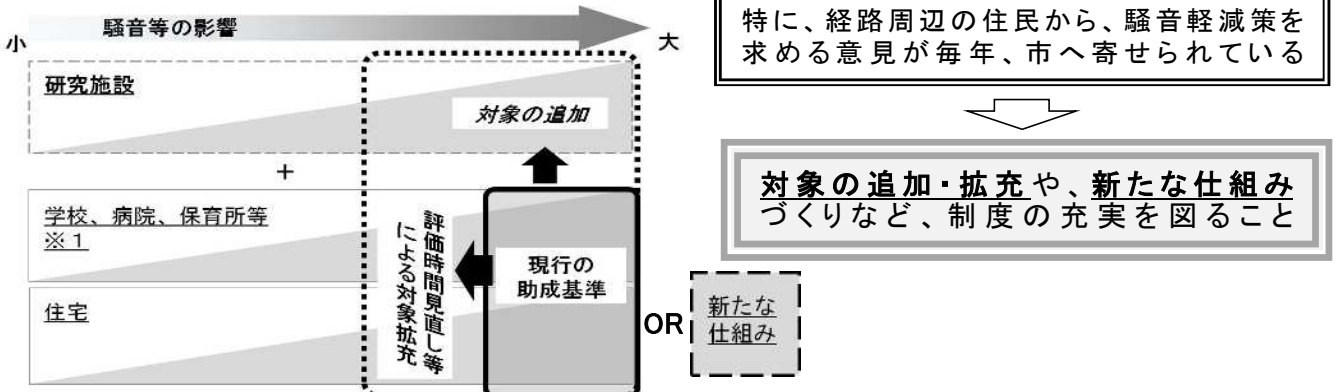 騒音等の影響
小
大
研究施設
対象の追加
+
学校、病院、保育所等
※1
評価時間見直し等
による対象拡充
現行の
助成基準
住宅
OR
新たな
仕組み
特に、経路周辺の住民から、騒音軽減策を
求める意見が毎年、市へ寄せられている
対象の追加・拡充や、新たな仕組み
づくりなど、制度の充実を図ること